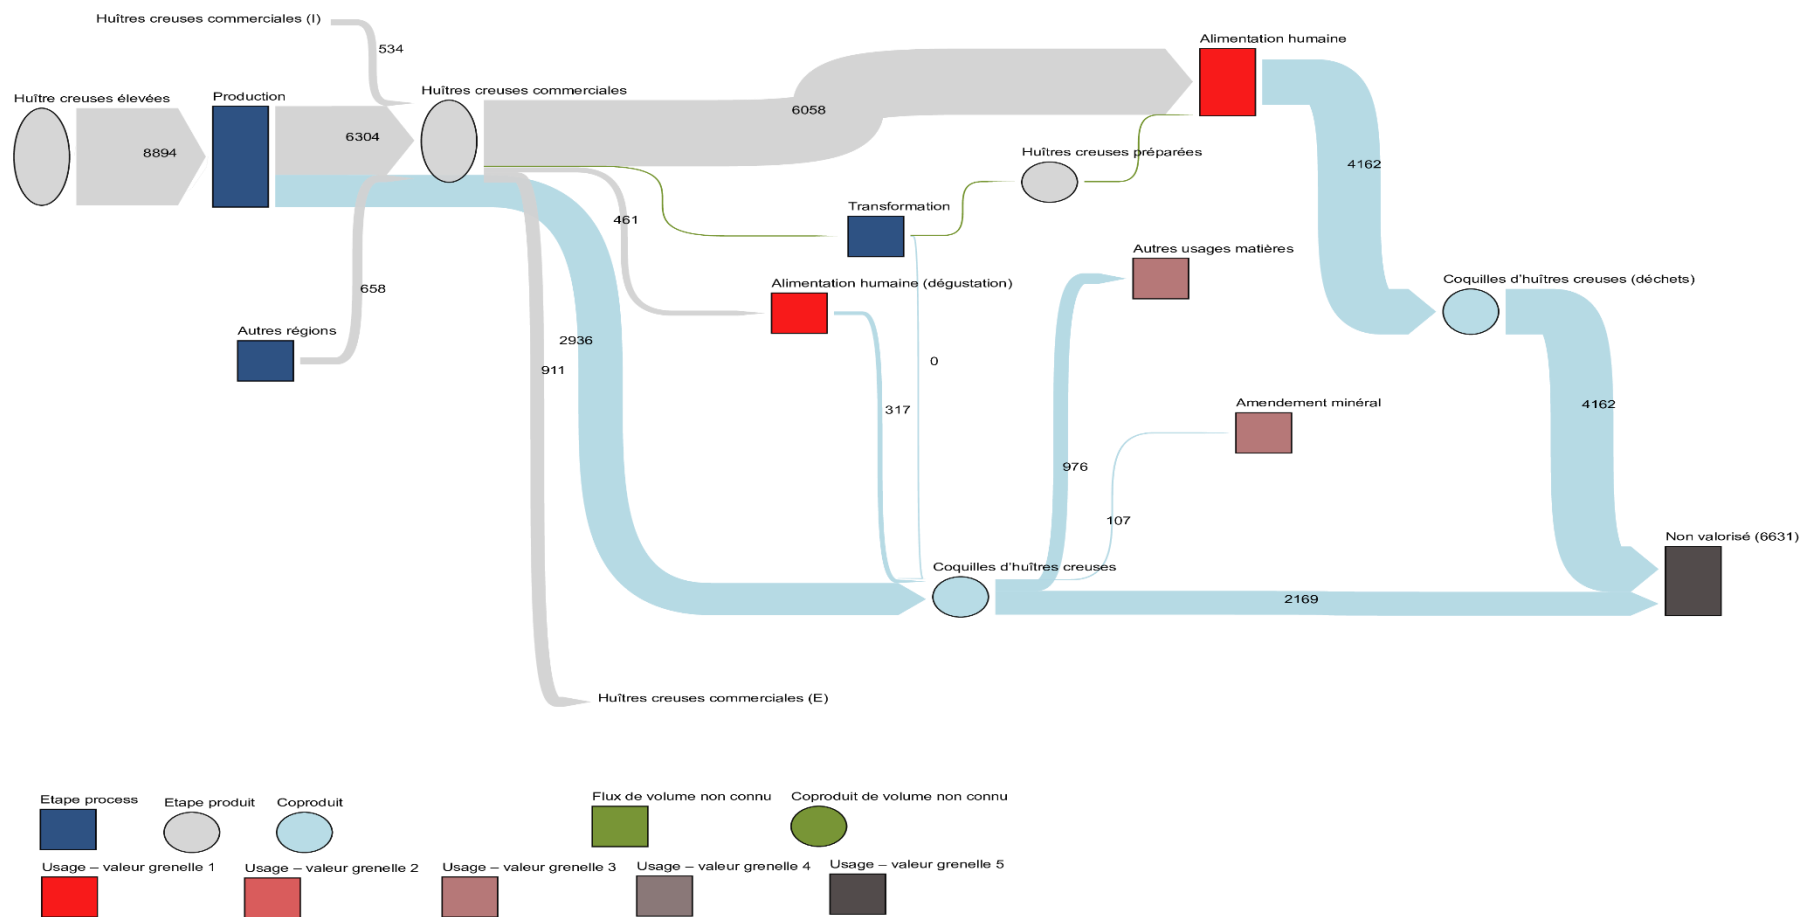 Huîtres creuses commerciales (I)
534
Alimentation humaine
Huître creuses élevées
Production
Huîtres creuses commerciales
8894
6304
6058
4162
Huîtres creuses préparées
Transformation
461
Autres usages matières
Alimentation humaine (dégustation)
Coquilles d'huîtres creuses (déchets)
658
Autres régions
2936
911
0
317
Amendement minéral
4162
976
107
Non valorisé (6631)
Coquilles d'huîtres creuses
2169
Huîtres creuses commerciales (E)
Etape process
Etape produit
Coproduit
Flux de volume non connu
Coproduit de volume non connu
Usage – valeur grenelle 1
Usage – valeur grenelle 2
Usage – valeur grenelle 3
Usage – valeur grenelle 4
Usage – valeur grenelle 5